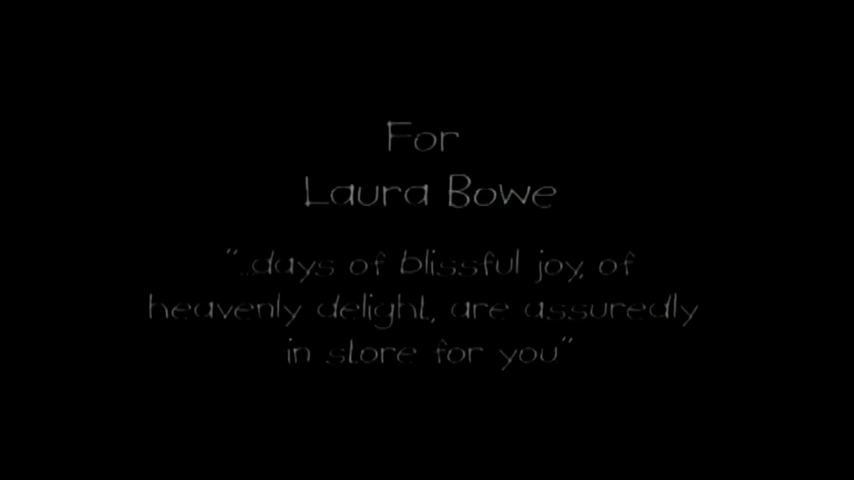 For
Laura Bowe
"...days of blissful joy, of
heavenly delight, are assuredly
in store for you"